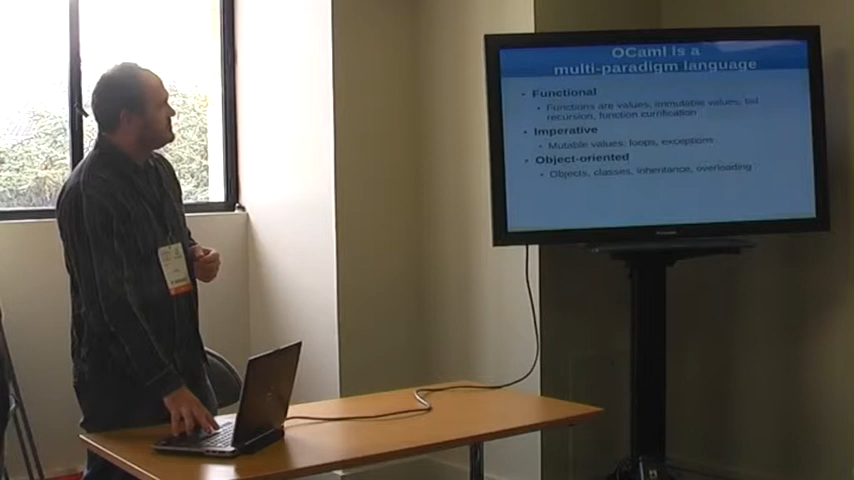 OCaml is a
multi-paradigm language
• Functional
• Functions are values, immutable values, tail
recursion, function currification
• Imperative
• Mutable values, loops, exceptions
• Object-oriented
• Objects, classes, inheritance, overloading